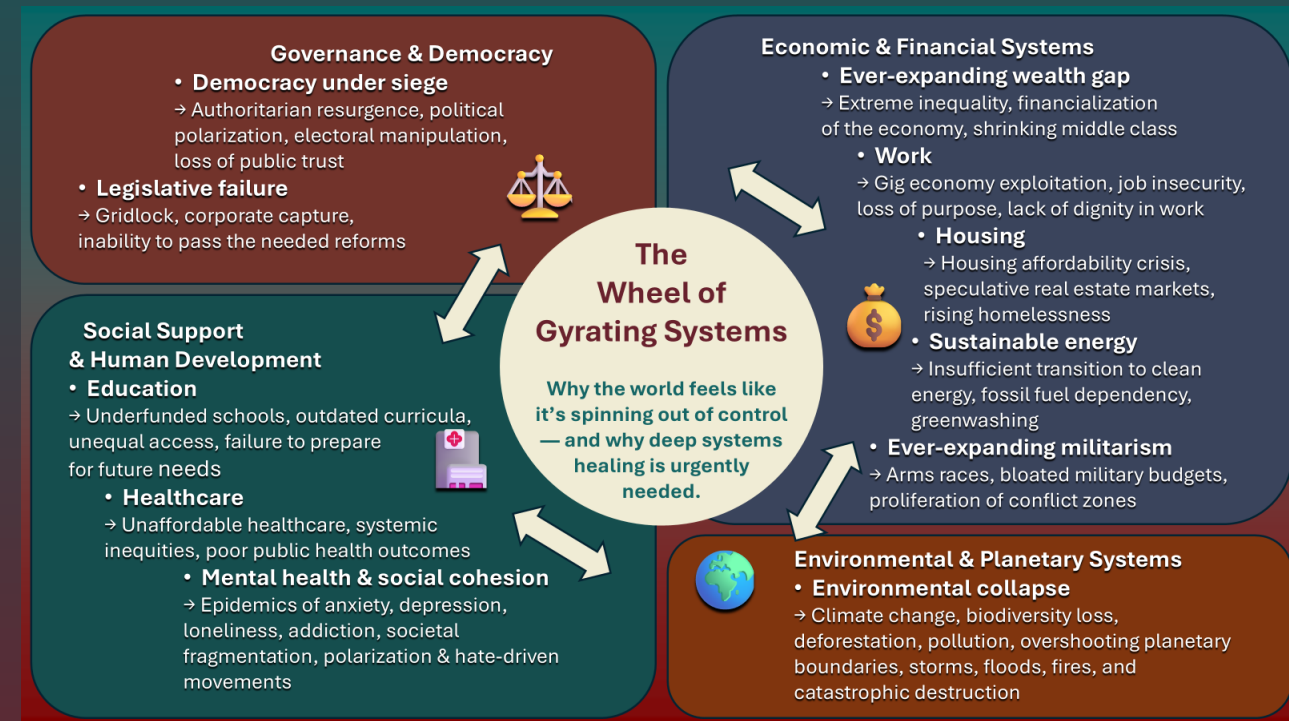 Governance & Democracy
• Democracy under siege
→ Authoritarian resurgence, political
polarization, electoral manipulation,
loss of public trust
• Legislative failure
→ Gridlock, corporate capture,
inability to pass the needed reforms
Economic & Financial Systems
• Ever-expanding wealth gap
→ Extreme inequality, financialization
of the economy, shrinking middle class
• Work
→ Gig economy exploitation, job insecurity,
loss of purpose, lack of dignity in work
• Housing
→ Housing affordability crisis,
speculative real estate markets,
rising homelessness
• Sustainable energy
→ Insufficient transition to clean
energy, fossil fuel dependency,
greenwashing
• Ever-expanding militarism
→ Arms races, bloated military budgets,
proliferation of conflict zones
The
Wheel of
Gyrating Systems
Why the world feels like
it's spinning out of control
— and why deep systems
healing is urgently
needed.
Social Support
& Human Development
• Education
→ Underfunded schools, outdated curricula,
unequal access, failure to prepare
for future needs
• Healthcare
→ Unaffordable healthcare, systemic
inequities, poor public health outcomes
• Mental health & social cohesion
→ Epidemics of anxiety, depression,
loneliness, addiction, societal
fragmentation, polarization & hate-driven
movements
Environmental & Planetary Systems
• Environmental collapse
→ Climate change, biodiversity loss,
deforestation, pollution, overshooting planetary
boundaries, storms, floods, fires, and
catastrophic destruction